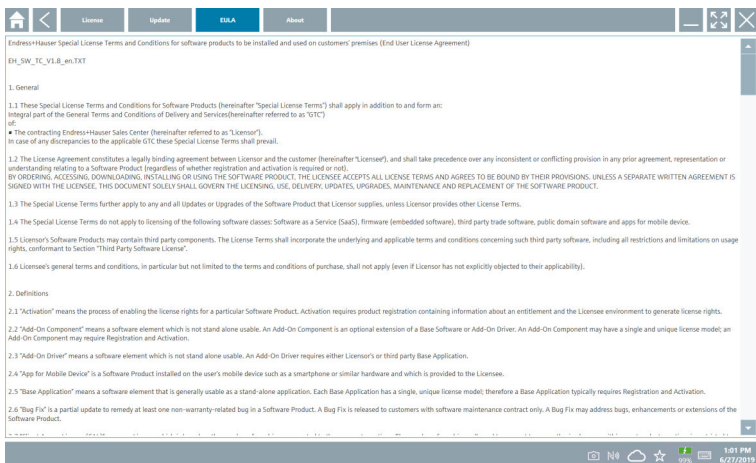 License
Update
EULA
About
Endress+Hauser Special License Terms and Conditions for software products to be installed and used on customers' premises (End User License Agreement)
EH_SW_TC_V1.8_en.TXT
1. General
1.1 These Special License Terms and Conditions for Software Products (hereinafter "Special License Terms") shall apply in addition to and form an:
Integral part of the General Terms and Conditions of Delivery and Services(hereinafter referred to as "GTC")
of:
▪ The contracting Endress+Hauser Sales Center (hereinafter referred to as "Licensor").
In case of any discrepancies to the applicable GTC these Special License Terms shall prevail.
1.2 The License Agreement constitutes a legally binding agreement between Licensor and the customer (hereinafter "Licensee"), and shall take precedence over any inconsistent or conflicting provision in any prior agreement, representation or
understanding relating to a Software Product (regardless of whether registration and activation is required or not).
BY ORDERING, ACCESSING, DOWNLOADING, INSTALLING OR USING THE SOFTWARE PRODUCT, THE LICENSEE ACCEPTS ALL LICENSE TERMS AND AGREES TO BE BOUND BY THEIR PROVISIONS. UNLESS A SEPARATE WRITTEN AGREEMENT IS
SIGNED WITH THE LICENSEE, THIS DOCUMENT SOLELY SHALL GOVERN THE LICENSING, USE, DELIVERY, UPDATES, UPGRADES, MAINTENANCE AND REPLACEMENT OF THE SOFTWARE PRODUCT.
1.3 The Special License Terms further apply to any and all Updates or Upgrades of the Software Product that Licensor supplies, unless Licensor provides other License Terms.
1.4 The Special License Terms do not apply to licensing of the following software classes: Software as a Service (SaaS), firmware (embedded software), third party trade software, public domain software and apps for mobile device.
1.5 Licensor's Software Products may contain third party components. The License Terms shall incorporate the underlying and applicable terms and conditions concerning such third party software, including all restrictions and limitations on usage
rights, conformant to Section "Third Party Software License".
1.6 Licensee's general terms and conditions, in particular but not limited to the terms and conditions of purchase, shall not apply (even if Licensor has not explicitly objected to their applicability).
2. Definitions
2.1 "Activation" means the process of enabling the license rights for a particular Software Product. Activation requires product registration containing information about an entitlement and the Licensee environment to generate license rights.
2.2 "Add-On Component" means a software element which is not stand alone usable. An Add-On Component is an optional extension of a Base Software or Add-On Driver. An Add-On Component may have a single and unique license model; an
Add-On Component may require Registration and Activation.
2.3 "Add-On Driver" means a software element which is not stand alone usable. An Add-On Driver requires either Licensor's or third party Base Application.
2.4 "App for Mobile Device" is a Software Product installed on the user's mobile device such as a smartphone or similar hardware and which is provided to the Licensee.
2.5 "Base Application" means a software element that is generally usable as a stand-alone application. Each Base Application has a single, unique license model; therefore a Base Application typically requires Registration and Activation.
2.6 "Bug Fix" is a partial update to remedy at least one non-warranty-related bug in a Software Product. A Bug Fix is released to customers with software maintenance contract only. A Bug Fix may address bugs, enhancements or extensions of the
Software Product.
99%
1:01 PM
6/27/2019